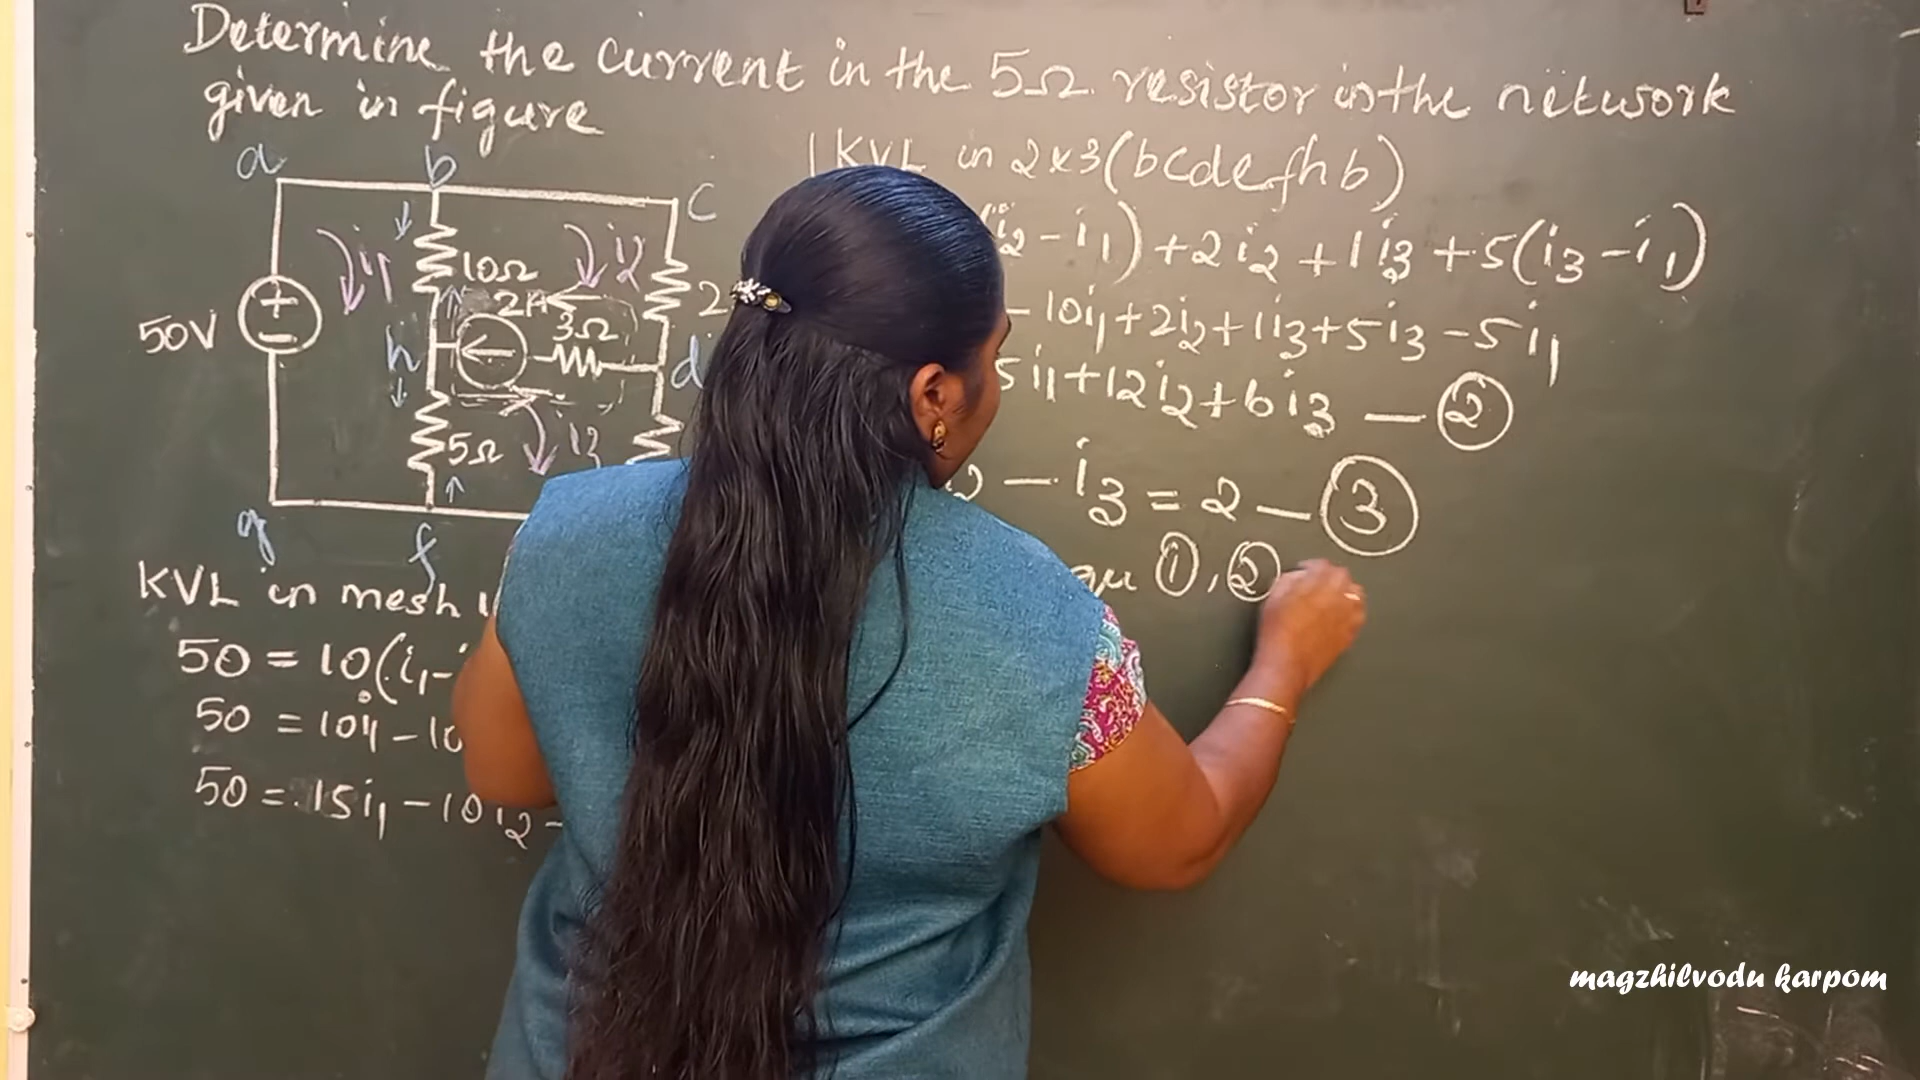 Determine the current in the 5Ω resistor in the network
given in figure
a b c
50V
i1
10Ω
i2
2
2A
3Ω
h
d
5Ω
i3
g f
KVL in mesh 1
50 = 10(i1 -
50 = 10i1 - 10
50 = 15i1 - 10i2 -
KVL in 2×3 (bcdefhb)
i2 - i1) + 2i2 + 1i3 + 5(i3 - i1)
- 10i1 + 2i2 + 1i3 + 5i3 - 5i1
5i1 + 12i2 + 6i3 — ②
2 - i3 = 2 — ③
①, ②
magzhilvodu karpom